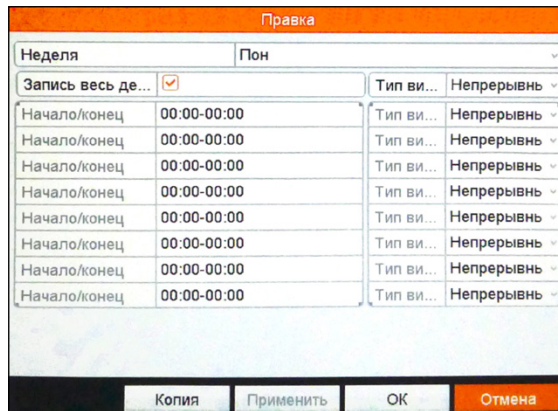 Правка
Неделя Пон
Запись весь де... Тип ви... Непрерывнь
Начало/конец 00:00-00:00 Тип ви... Непрерывнь
Начало/конец 00:00-00:00 Тип ви... Непрерывнь
Начало/конец 00:00-00:00 Тип ви... Непрерывнь
Начало/конец 00:00-00:00 Тип ви... Непрерывнь
Начало/конец 00:00-00:00 Тип ви... Непрерывнь
Начало/конец 00:00-00:00 Тип ви... Непрерывнь
Начало/конец 00:00-00:00 Тип ви... Непрерывнь
Начало/конец 00:00-00:00 Тип ви... Непрерывнь
Копия Применить ОК Отмена